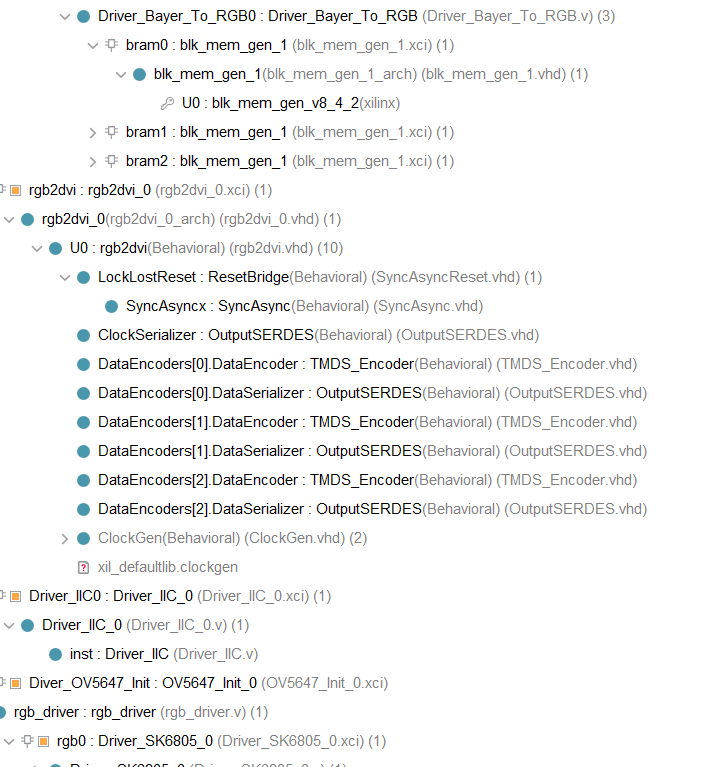 Driver_Bayer_To_RGB0 : Driver_Bayer_To_RGB (Driver_Bayer_To_RGB.v) (3)
bram0 : blk_mem_gen_1 (blk_mem_gen_1.xci) (1)
blk_mem_gen_1(blk_mem_gen_1_arch) (blk_mem_gen_1.vhd) (1)
U0 : blk_mem_gen_v8_4_2(xilinx)
bram1 : blk_mem_gen_1 (blk_mem_gen_1.xci) (1)
bram2 : blk_mem_gen_1 (blk_mem_gen_1.xci) (1)
rgb2dvi : rgb2dvi_0 (rgb2dvi_0.xci) (1)
rgb2dvi_0(rgb2dvi_0_arch) (rgb2dvi_0.vhd) (1)
U0 : rgb2dvi(Behavioral) (rgb2dvi.vhd) (10)
LockLostReset : ResetBridge(Behavioral) (SyncAsyncReset.vhd) (1)
SyncAsyncx : SyncAsync(Behavioral) (SyncAsync.vhd)
ClockSerializer : OutputSERDES(Behavioral) (OutputSERDES.vhd)
DataEncoders[0].DataEncoder : TMDS_Encoder(Behavioral) (TMDS_Encoder.vhd)
DataEncoders[0].DataSerializer : OutputSERDES(Behavioral) (OutputSERDES.vhd)
DataEncoders[1].DataEncoder : TMDS_Encoder(Behavioral) (TMDS_Encoder.vhd)
DataEncoders[1].DataSerializer : OutputSERDES(Behavioral) (OutputSERDES.vhd)
DataEncoders[2].DataEncoder : TMDS_Encoder(Behavioral) (TMDS_Encoder.vhd)
DataEncoders[2].DataSerializer : OutputSERDES(Behavioral) (OutputSERDES.vhd)
ClockGen(Behavioral) (ClockGen.vhd) (2)
xil_defaultlib.clockgen
Driver_IIC0 : Driver_IIC_0 (Driver_IIC_0.xci) (1)
Driver_IIC_0 (Driver_IIC_0.v) (1)
inst : Driver_IIC (Driver_IIC.v)
Diver_OV5647_Init : OV5647_Init_0 (OV5647_Init_0.xci)
rgb_driver : rgb_driver (rgb_driver.v) (1)
rgb0 : Driver_SK6805_0 (Driver_SK6805_0.xci) (1)